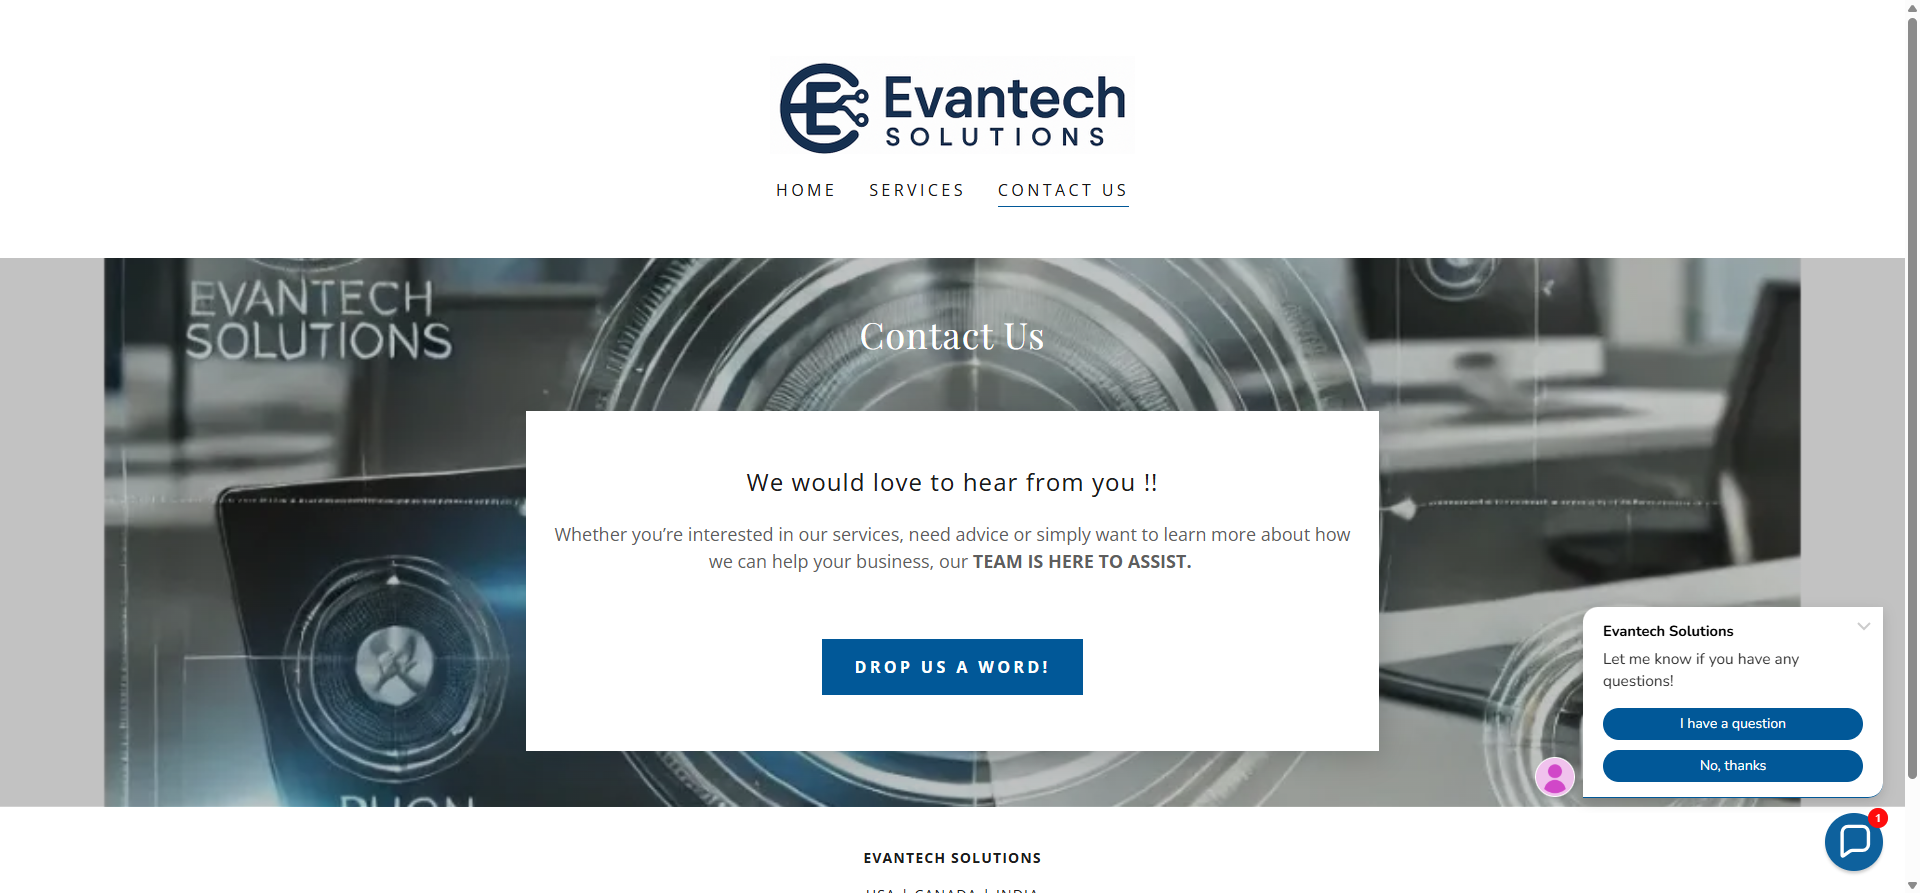 Evantech
SOLUTIONS
HOME SERVICES CONTACT US
EVANTECH
SOLUTIONS
Contact Us
We would love to hear from you !!
Whether you’re interested in our services, need advice or simply want to learn more about how
we can help your business, our TEAM IS HERE TO ASSIST.
DROP US A WORD!
Evantech Solutions
Let me know if you have any
questions!
I have a question
No, thanks
1
EVANTECH SOLUTIONS
USA | CANADA | INDIA